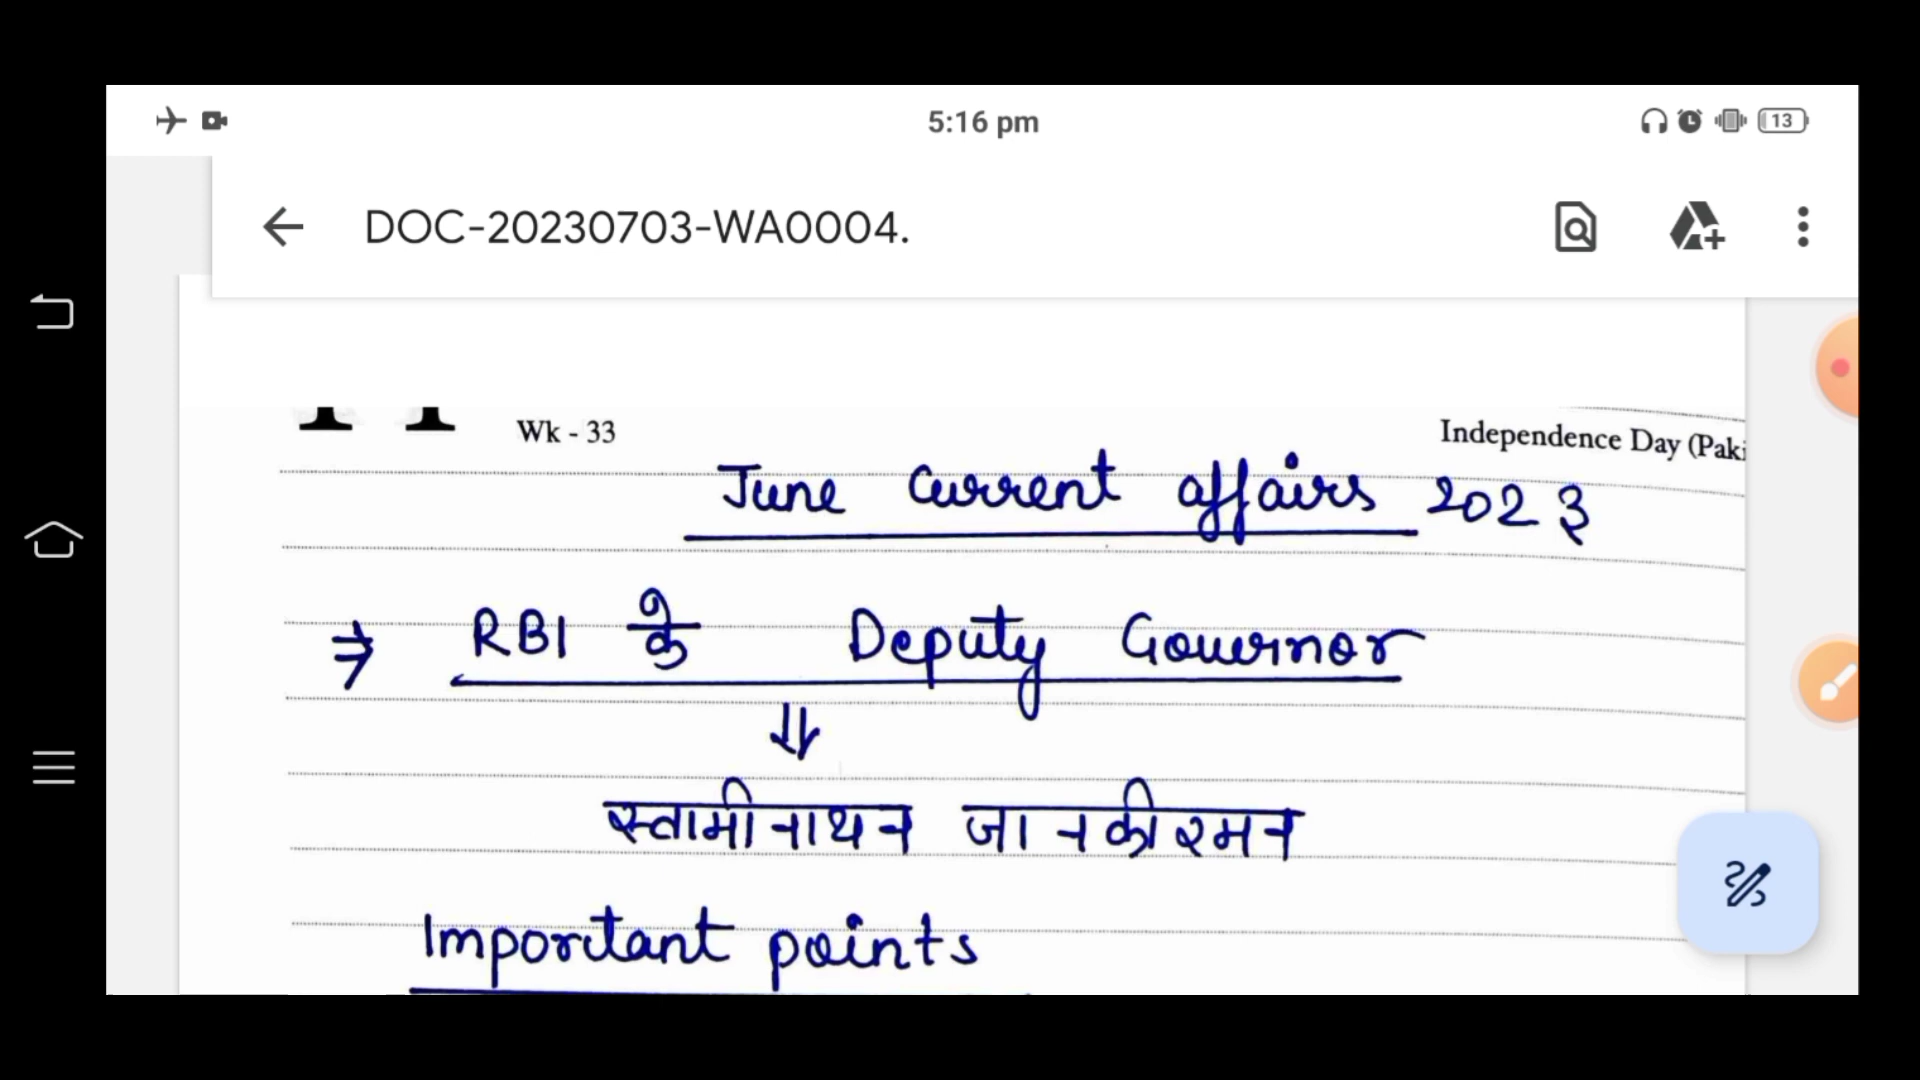 5:16 pm
13
DOC-20230703-WA0004.
Wk - 33
Independence Day (Paki
June Current affairs 2023
⇒ RBI के Deputy Governor
⇓
स्वामीनाथन जानकीरमन
Important points